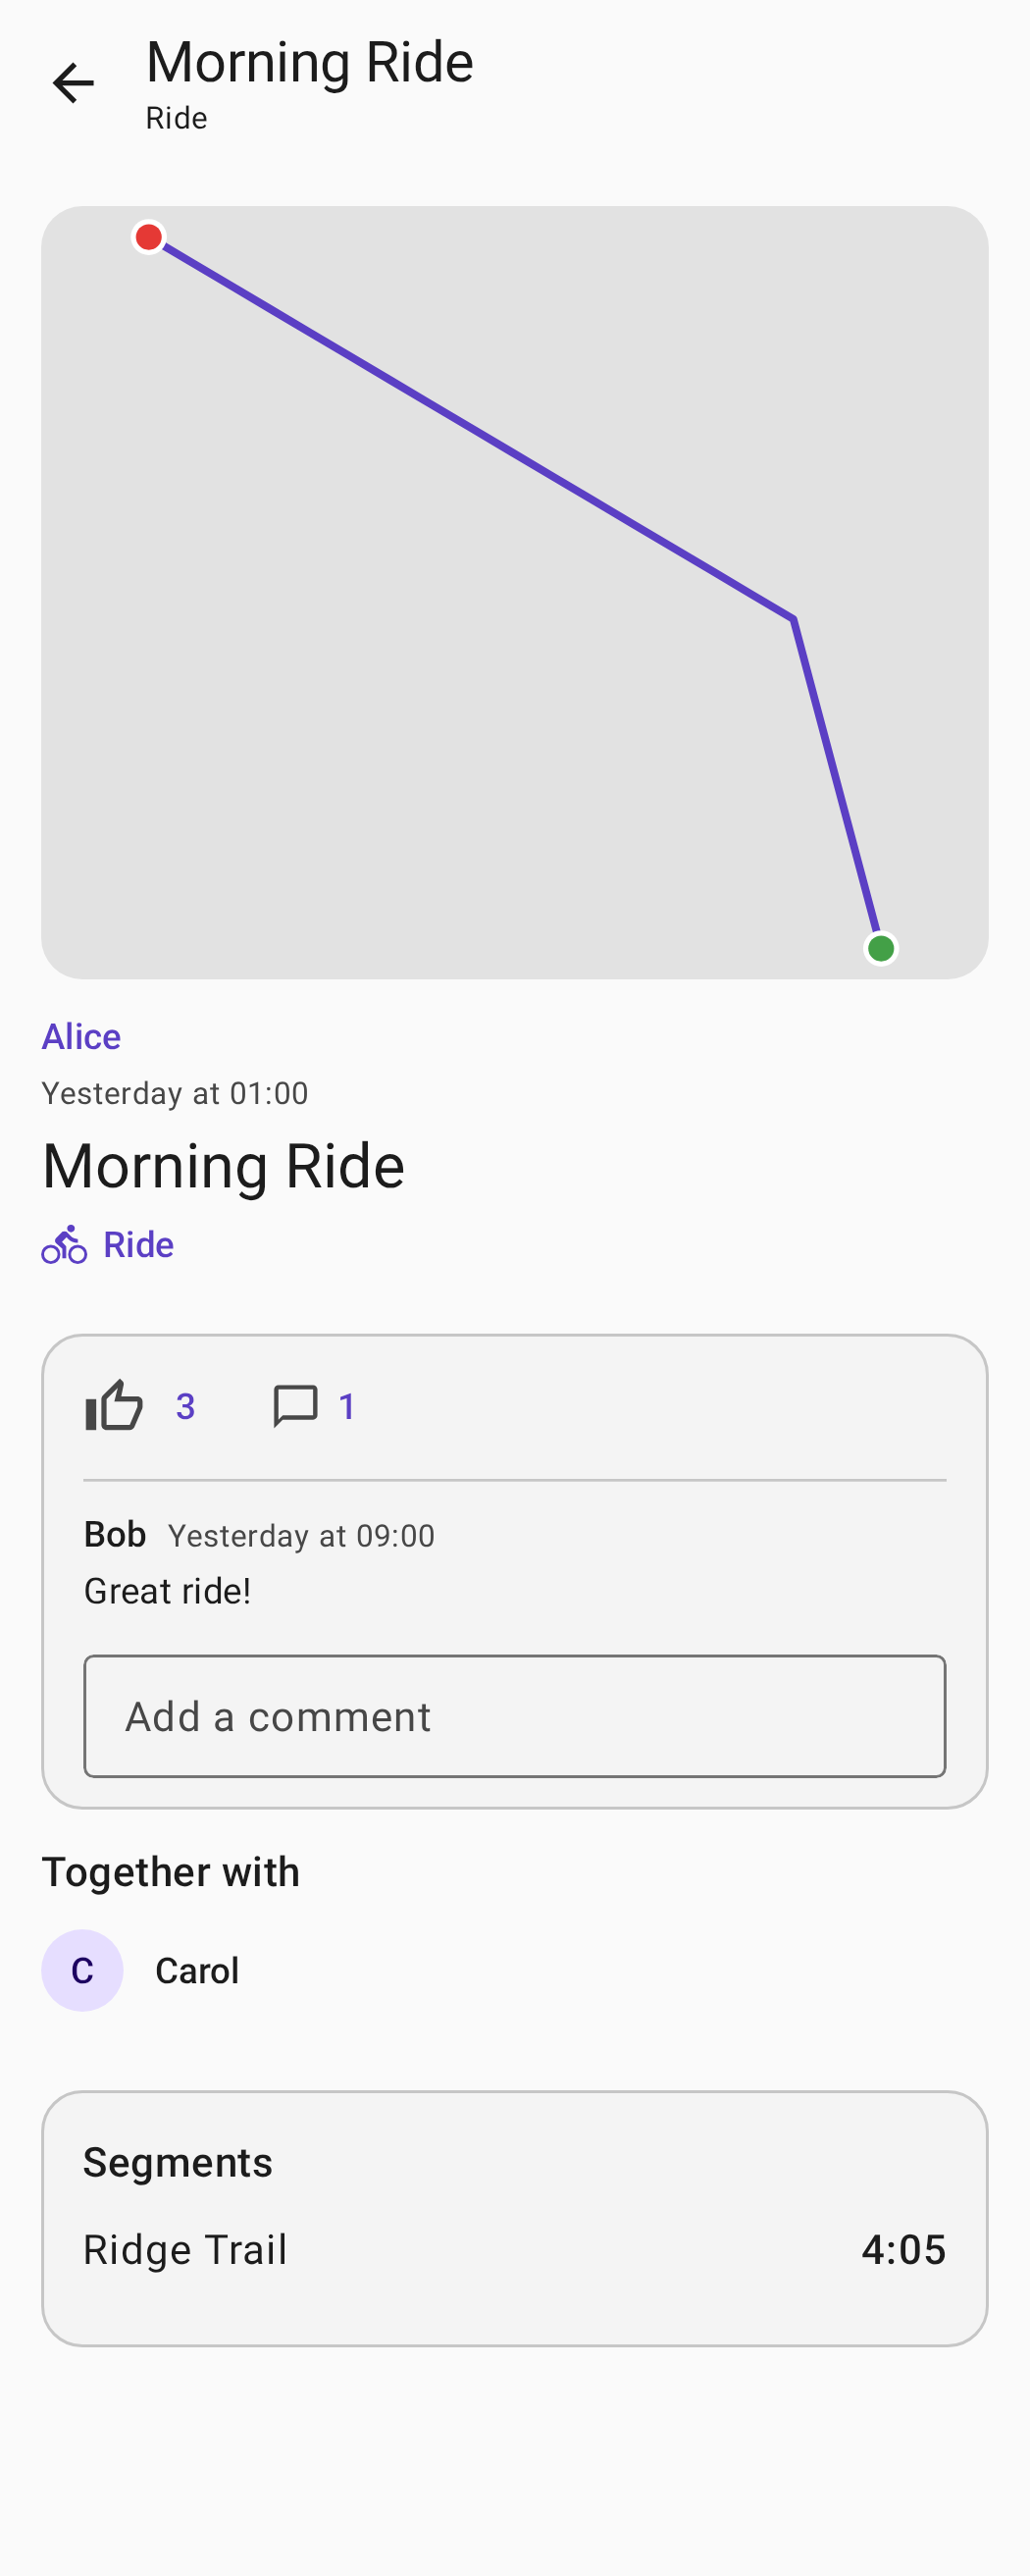 Morning Ride
Ride
Alice
Yesterday at 01:00
Morning Ride
Ride
3 1
Bob Yesterday at 09:00
Great ride!
Add a comment
Together with
C Carol
Segments
Ridge Trail 4:05